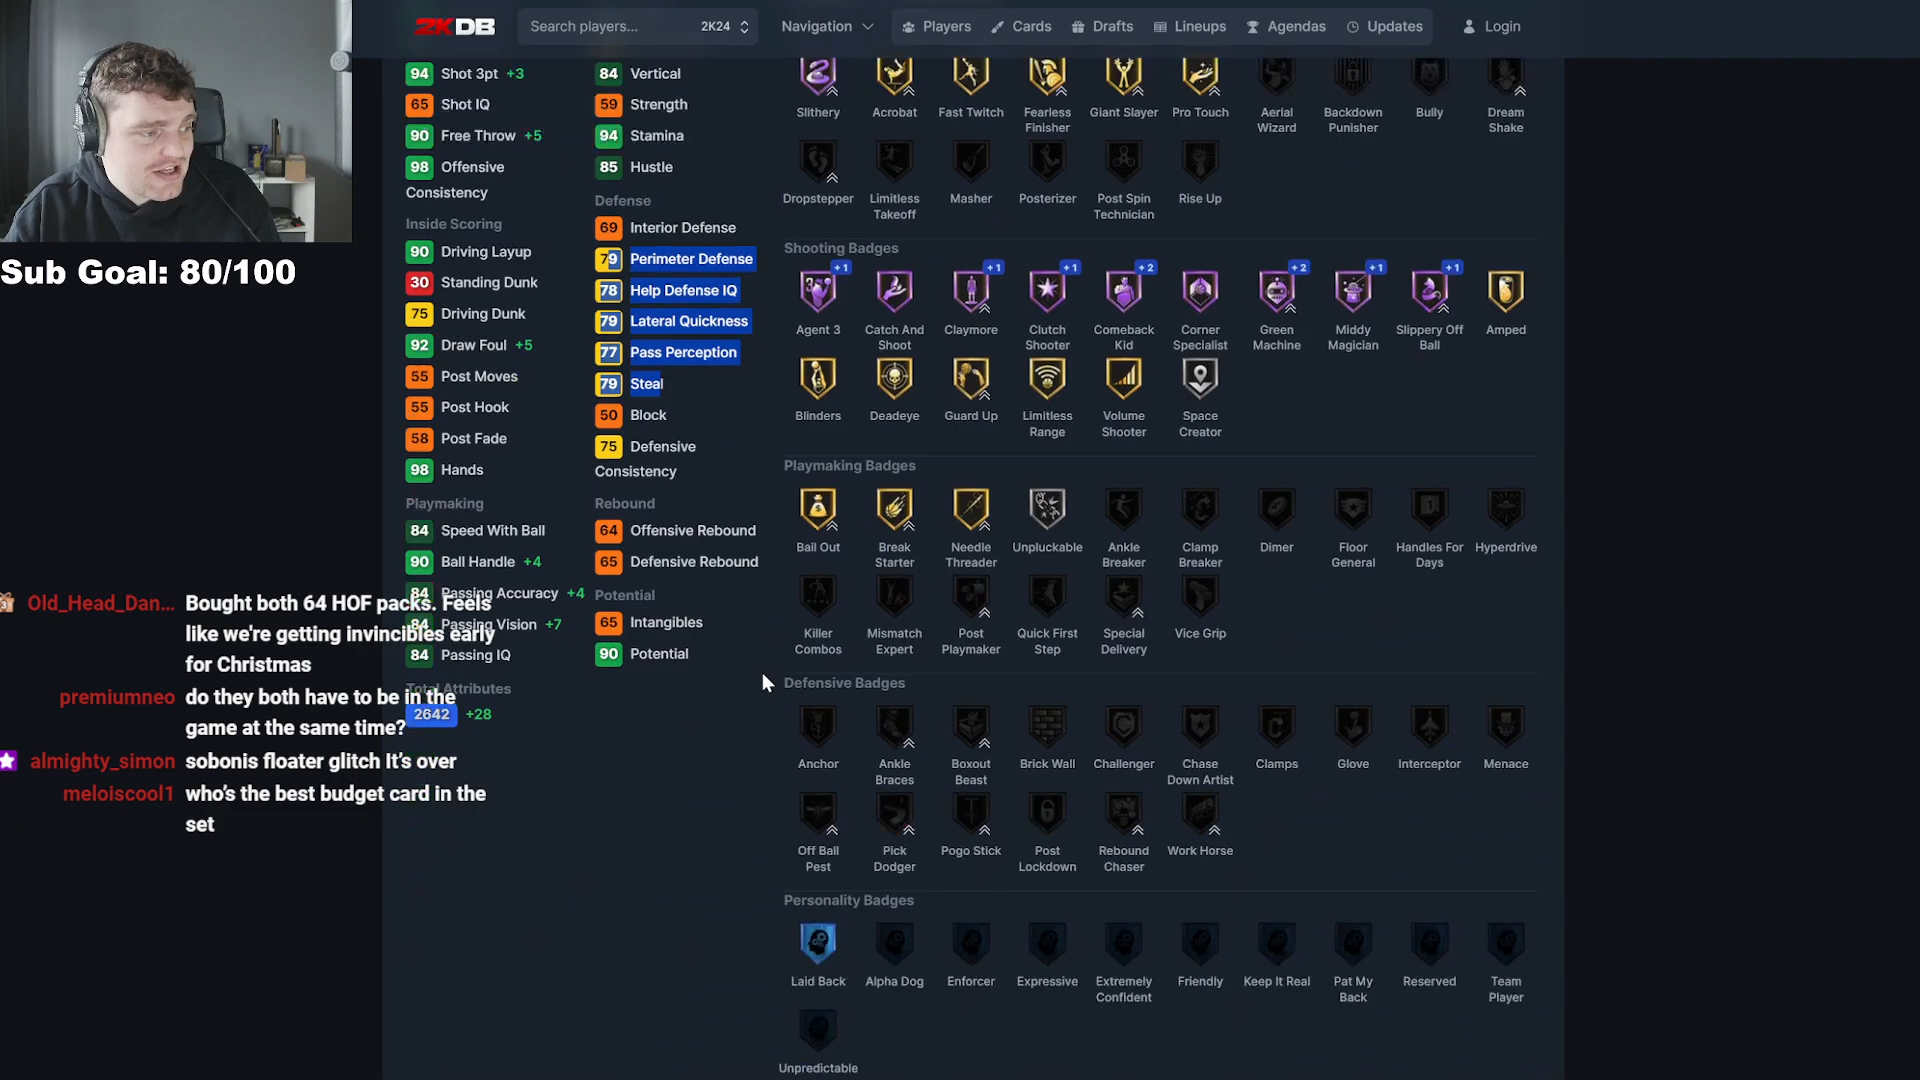 2KDB
Search players...
2K24
Navigation
Players
Cards
Drafts
Lineups
Agendas
Updates
Login
Sub Goal: 80/100
94 Shot 3pt +3
65 Shot IQ
90 Free Throw +5
98 Offensive
Consistency
Inside Scoring
90 Driving Layup
30 Standing Dunk
75 Driving Dunk
92 Draw Foul +5
55 Post Moves
55 Post Hook
58 Post Fade
98 Hands
Playmaking
84 Speed With Ball
90 Ball Handle +4
84 Passing Accuracy +4
84 Passing Vision +7
84 Passing IQ
Total Attributes
2642 +28
84 Vertical
59 Strength
94 Stamina
85 Hustle
Defense
69 Interior Defense
79 Perimeter Defense
78 Help Defense IQ
79 Lateral Quickness
77 Pass Perception
79 Steal
50 Block
75 Defensive
Consistency
Rebound
64 Offensive Rebound
65 Defensive Rebound
Potential
65 Intangibles
90 Potential
Slithery
Acrobat
Fast Twitch
Fearless
Finisher
Giant Slayer
Pro Touch
Aerial
Wizard
Backdown
Punisher
Bully
Dream
Shake
Dropstepper
Limitless
Takeoff
Masher
Posterizer
Post Spin
Technician
Rise Up
Shooting Badges
+1
+1
+1
+2
+2
+1
+1
Agent 3
Catch And
Shoot
Claymore
Clutch
Shooter
Comeback
Kid
Corner
Specialist
Green
Machine
Middy
Magician
Slippery Off
Ball
Amped
Blinders
Deadeye
Guard Up
Limitless
Range
Volume
Shooter
Space
Creator
Playmaking Badges
Bail Out
Break
Starter
Needle
Threader
Unpluckable
Ankle
Breaker
Clamp
Breaker
Dimer
Floor
General
Handles For
Days
Hyperdrive
Killer
Combos
Mismatch
Expert
Post
Playmaker
Quick First
Step
Special
Delivery
Vice Grip
Defensive Badges
Anchor
Ankle
Braces
Boxout
Beast
Brick Wall
Challenger
Chase
Down Artist
Clamps
Glove
Interceptor
Menace
Off Ball
Pest
Pick
Dodger
Pogo Stick
Post
Lockdown
Rebound
Chaser
Work Horse
Personality Badges
Laid Back
Alpha Dog
Enforcer
Expressive
Extremely
Confident
Friendly
Keep It Real
Pat My
Back
Reserved
Team
Player
Unpredictable
Old_Head_Dan... Bought both 64 HOF packs. Feels
like we're getting invincibles early
for Christmas
premiumneo do they both have to be in the
game at the same time?
almighty_simon sobonis floater glitch It's over
meloiscool1 who's the best budget card in the
set